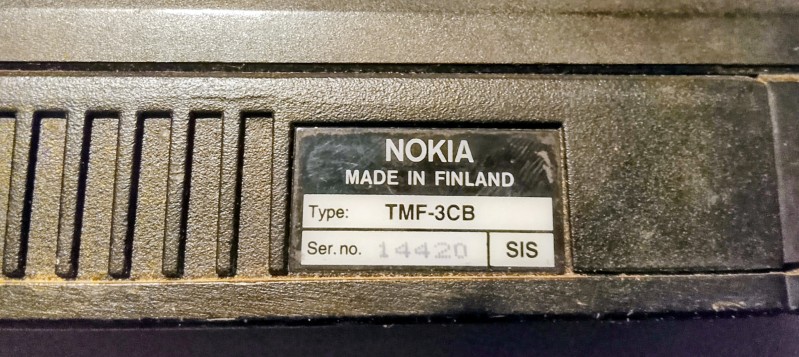 NOKIA
MADE IN FINLAND
Type: TMF-3CB
Ser. no. 14420 SIS